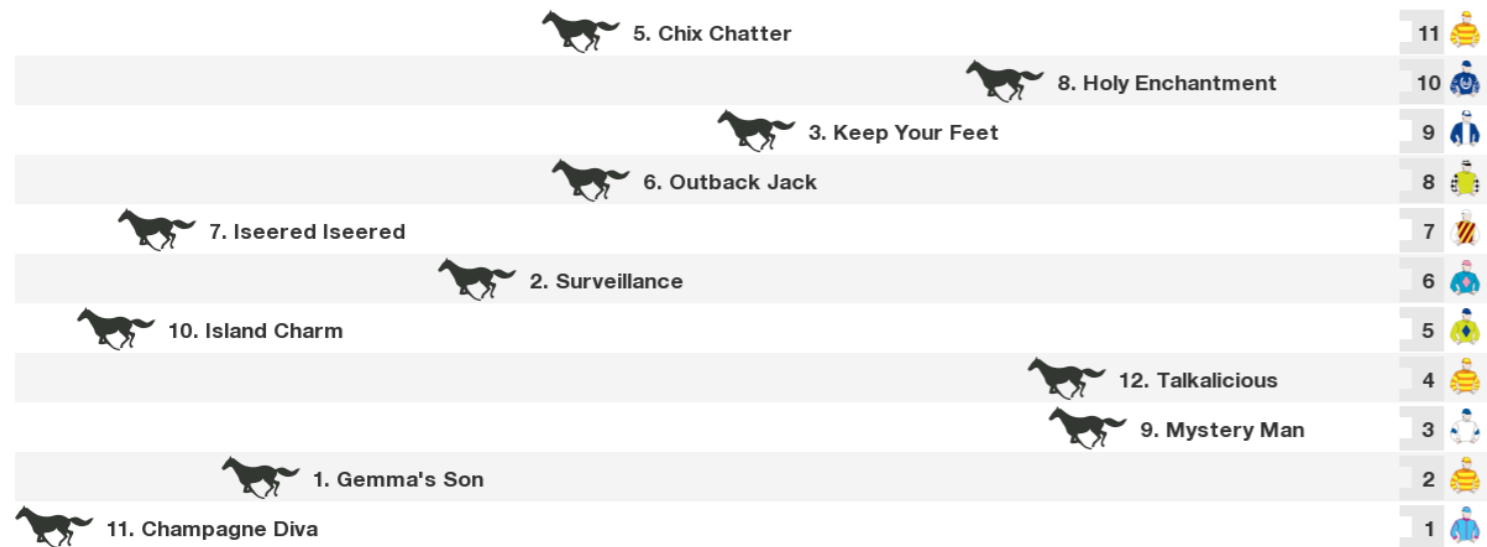 5. Chix Chatter 11
8. Holy Enchantment 10
3. Keep Your Feet 9
6. Outback Jack 8
7. Iseered Iseered 7
2. Surveillance 6
10. Island Charm 5
12. Talkalicious 4
9. Mystery Man 3
1. Gemma's Son 2
11. Champagne Diva 1